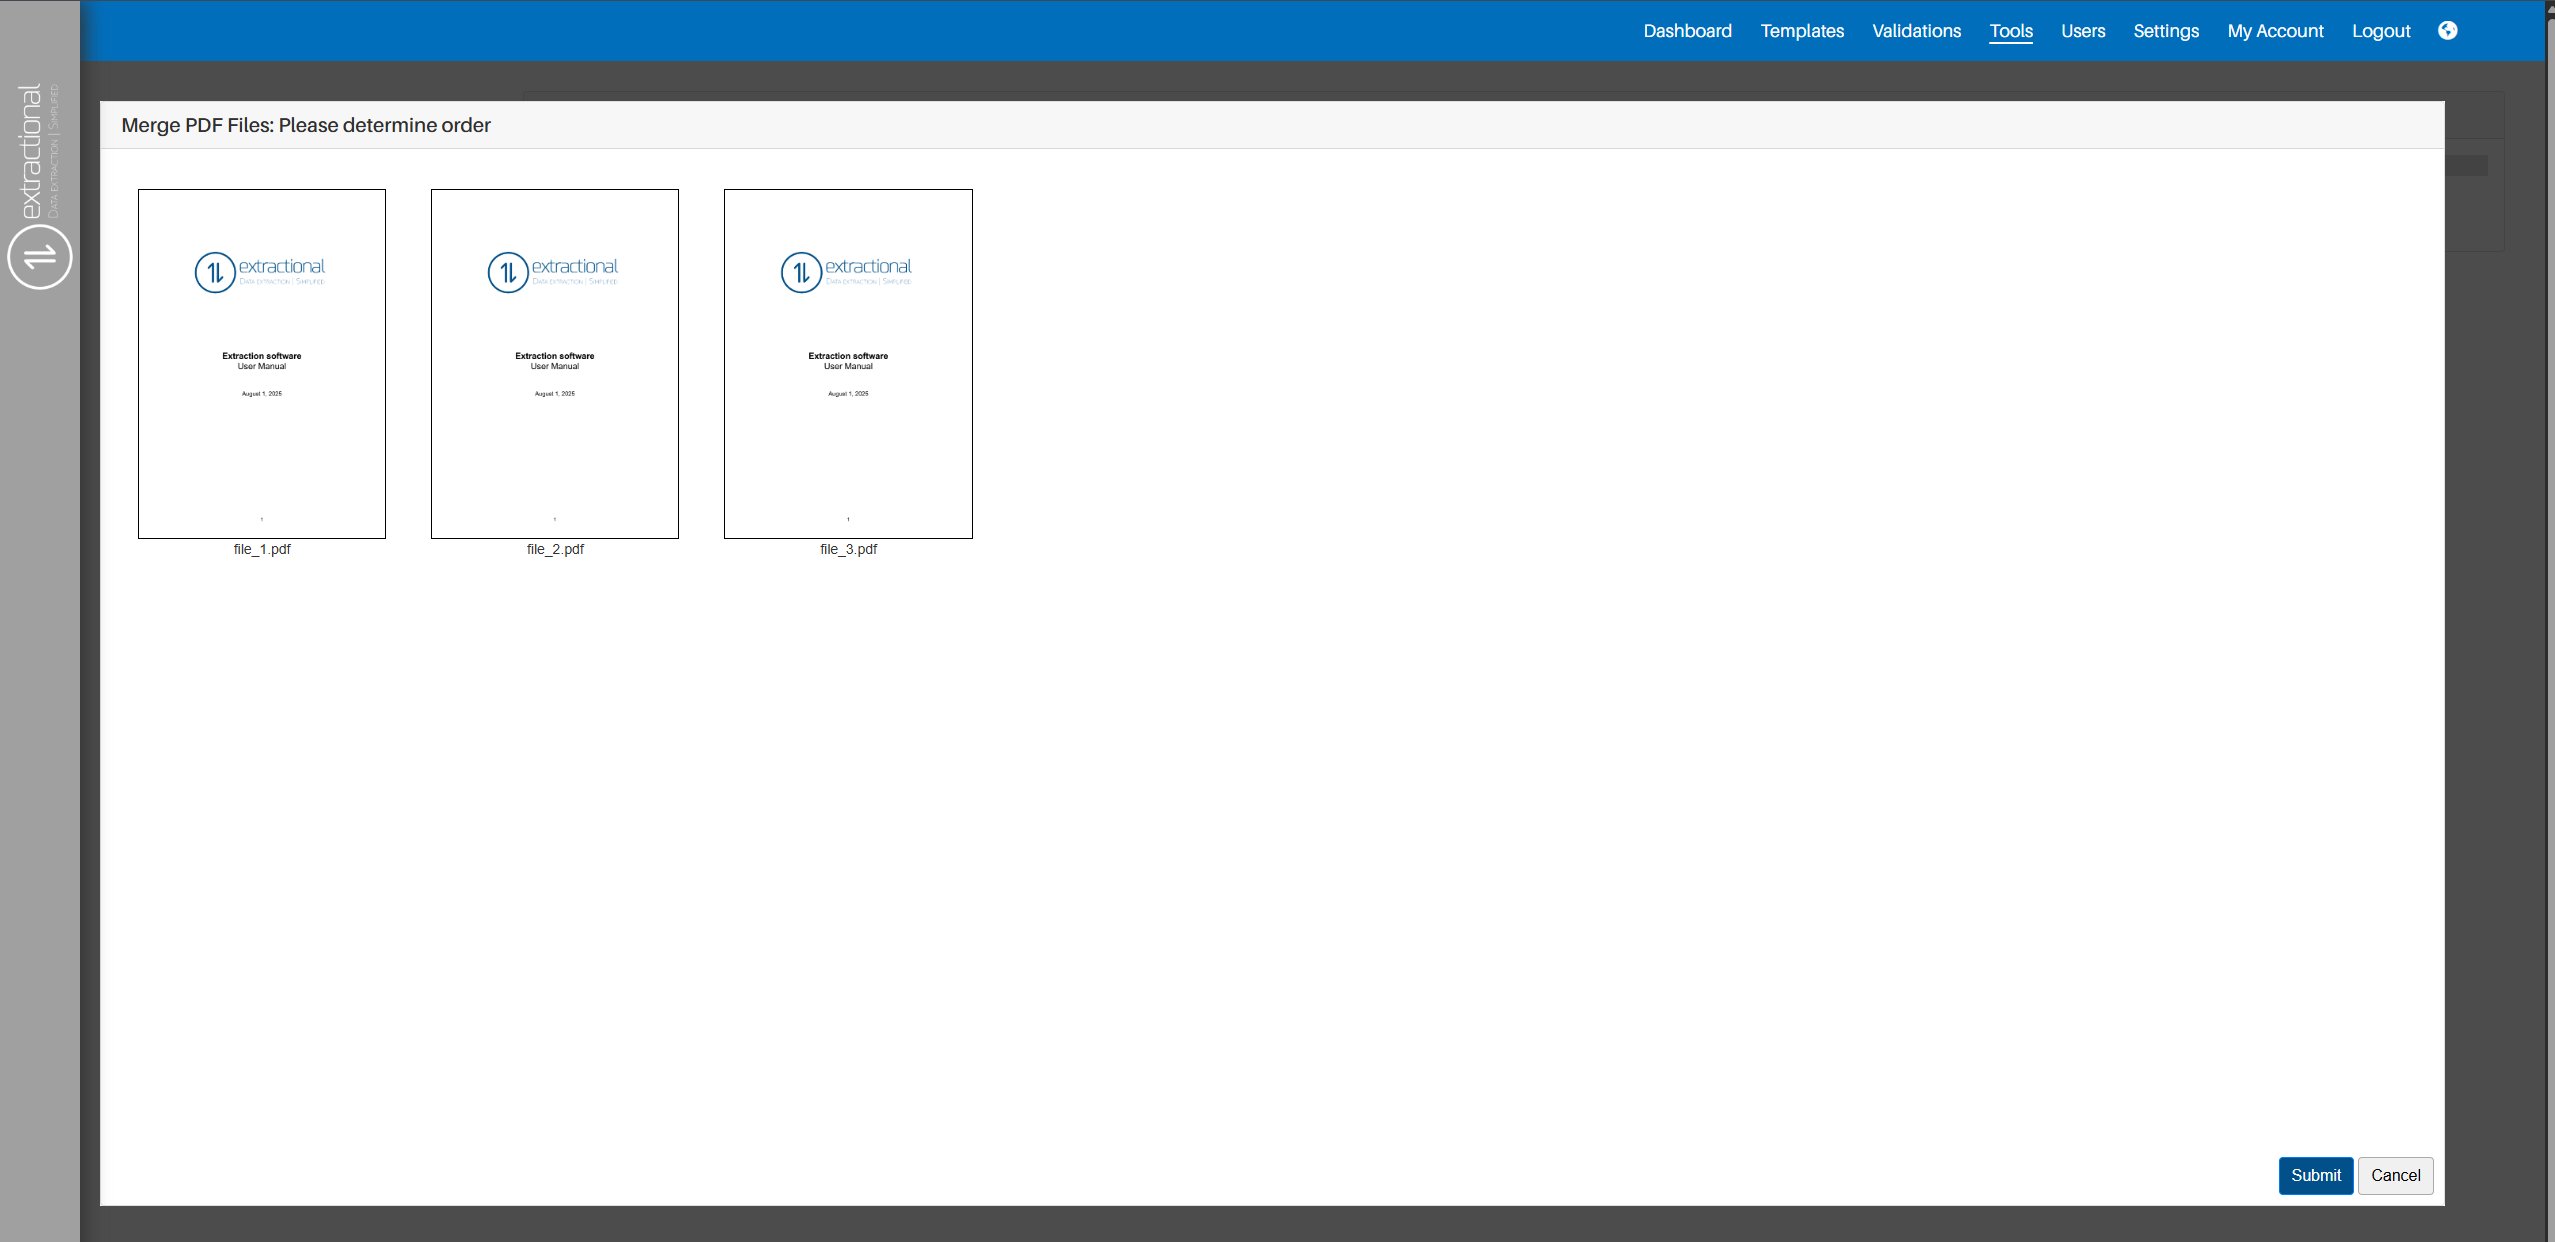 Dashboard Templates Validations Tools Users Settings My Account Logout
extractional
DATA EXTRACTION | SIMPLIFIED
Merge PDF Files: Please determine order
extractional
DATA EXTRACTION | SIMPLIFIED
Extraction software
User Manual
August 1, 2025
1
file_1.pdf
extractional
DATA EXTRACTION | SIMPLIFIED
Extraction software
User Manual
August 1, 2025
1
file_2.pdf
extractional
DATA EXTRACTION | SIMPLIFIED
Extraction software
User Manual
August 1, 2025
1
file_3.pdf
Submit Cancel